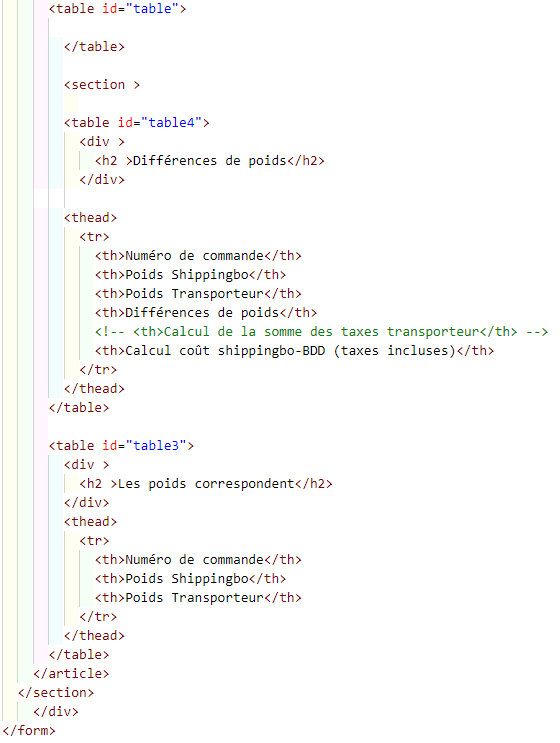 <table id="table">
</table>
<section >
<table id="table4">
<div >
<h2 >Différences de poids</h2>
</div>
<thead>
<tr>
<th>Numéro de commande</th>
<th>Poids Shippingbo</th>
<th>Poids Transporteur</th>
<th>Différences de poids</th>
<!-- <th>Calcul de la somme des taxes transporteur</th> -->
<th>Calcul coût shippingbo-BDD (taxes incluses)</th>
</tr>
</thead>
</table>
<table id="table3">
<div >
<h2 >Les poids correspondent</h2>
</div>
<thead>
<tr>
<th>Numéro de commande</th>
<th>Poids Shippingbo</th>
<th>Poids Transporteur</th>
</tr>
</thead>
</table>
</article>
</section>
</div>
</form>